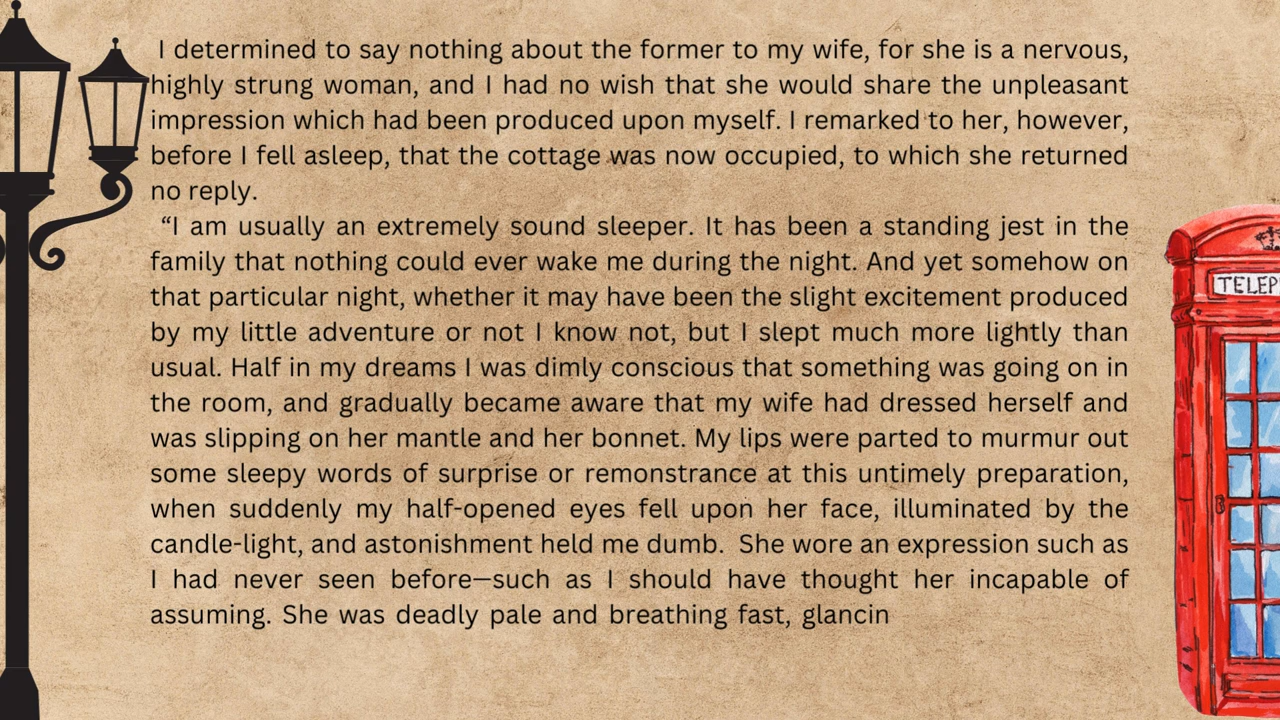 I determined to say nothing about the former to my wife, for she is a nervous,
highly strung woman, and I had no wish that she would share the unpleasant
impression which had been produced upon myself. I remarked to her, however,
before I fell asleep, that the cottage was now occupied, to which she returned
no reply.
“I am usually an extremely sound sleeper. It has been a standing jest in the
family that nothing could ever wake me during the night. And yet somehow on
that particular night, whether it may have been the slight excitement produced
by my little adventure or not I know not, but I slept much more lightly than
usual. Half in my dreams I was dimly conscious that something was going on in
the room, and gradually became aware that my wife had dressed herself and
was slipping on her mantle and her bonnet. My lips were parted to murmur out
some sleepy words of surprise or remonstrance at this untimely preparation,
when suddenly my half-opened eyes fell upon her face, illuminated by the
candle-light, and astonishment held me dumb.  She wore an expression such as
I had never seen before—such as I should have thought her incapable of
assuming. She was deadly pale and breathing fast, glancin
TELEP